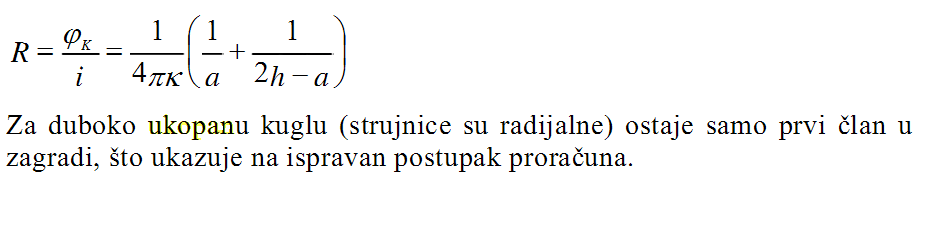 R = φ_K / i = 1 / 4πκ ( 1 / a + 1 / 2h − a )
Za duboko ukopanu kuglu (strujnice su radijalne) ostaje samo prvi član u
zagradi, što ukazuje na ispravan postupak proračuna.